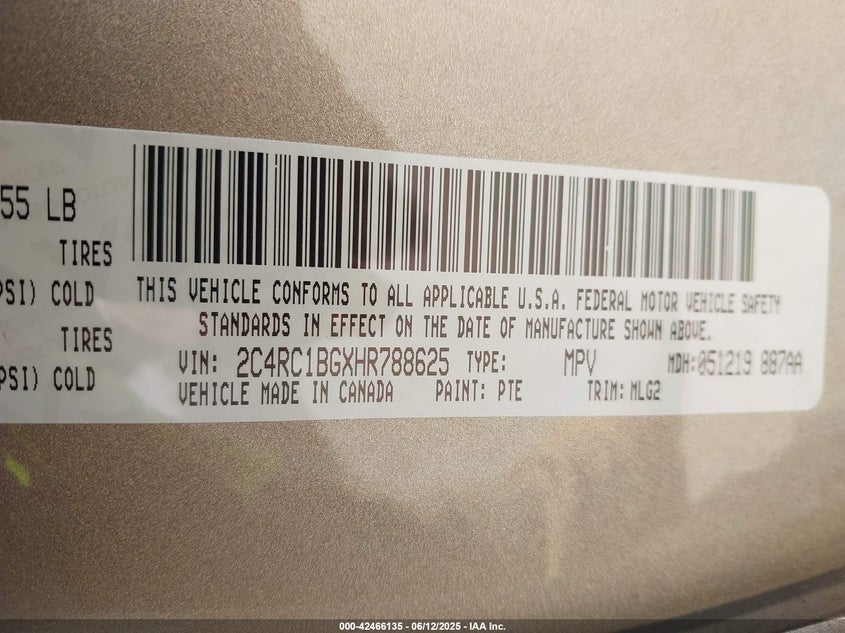 55 LB
TIRES
PSI) COLD
TIRES
PSI) COLD
THIS VEHICLE CONFORMS TO ALL APPLICABLE U.S.A. FEDERAL MOTOR VEHICLE SAFETY
STANDARDS IN EFFECT ON THE DATE OF MANUFACTURE SHOWN ABOVE.
VIN: 2C4RC1BGXHR788625 TYPE: MPV MDH:051219 887AA
VEHICLE MADE IN CANADA PAINT: PTE TRIM: MLG2
000-42466135 - 06/12/2025 - IAA Inc.